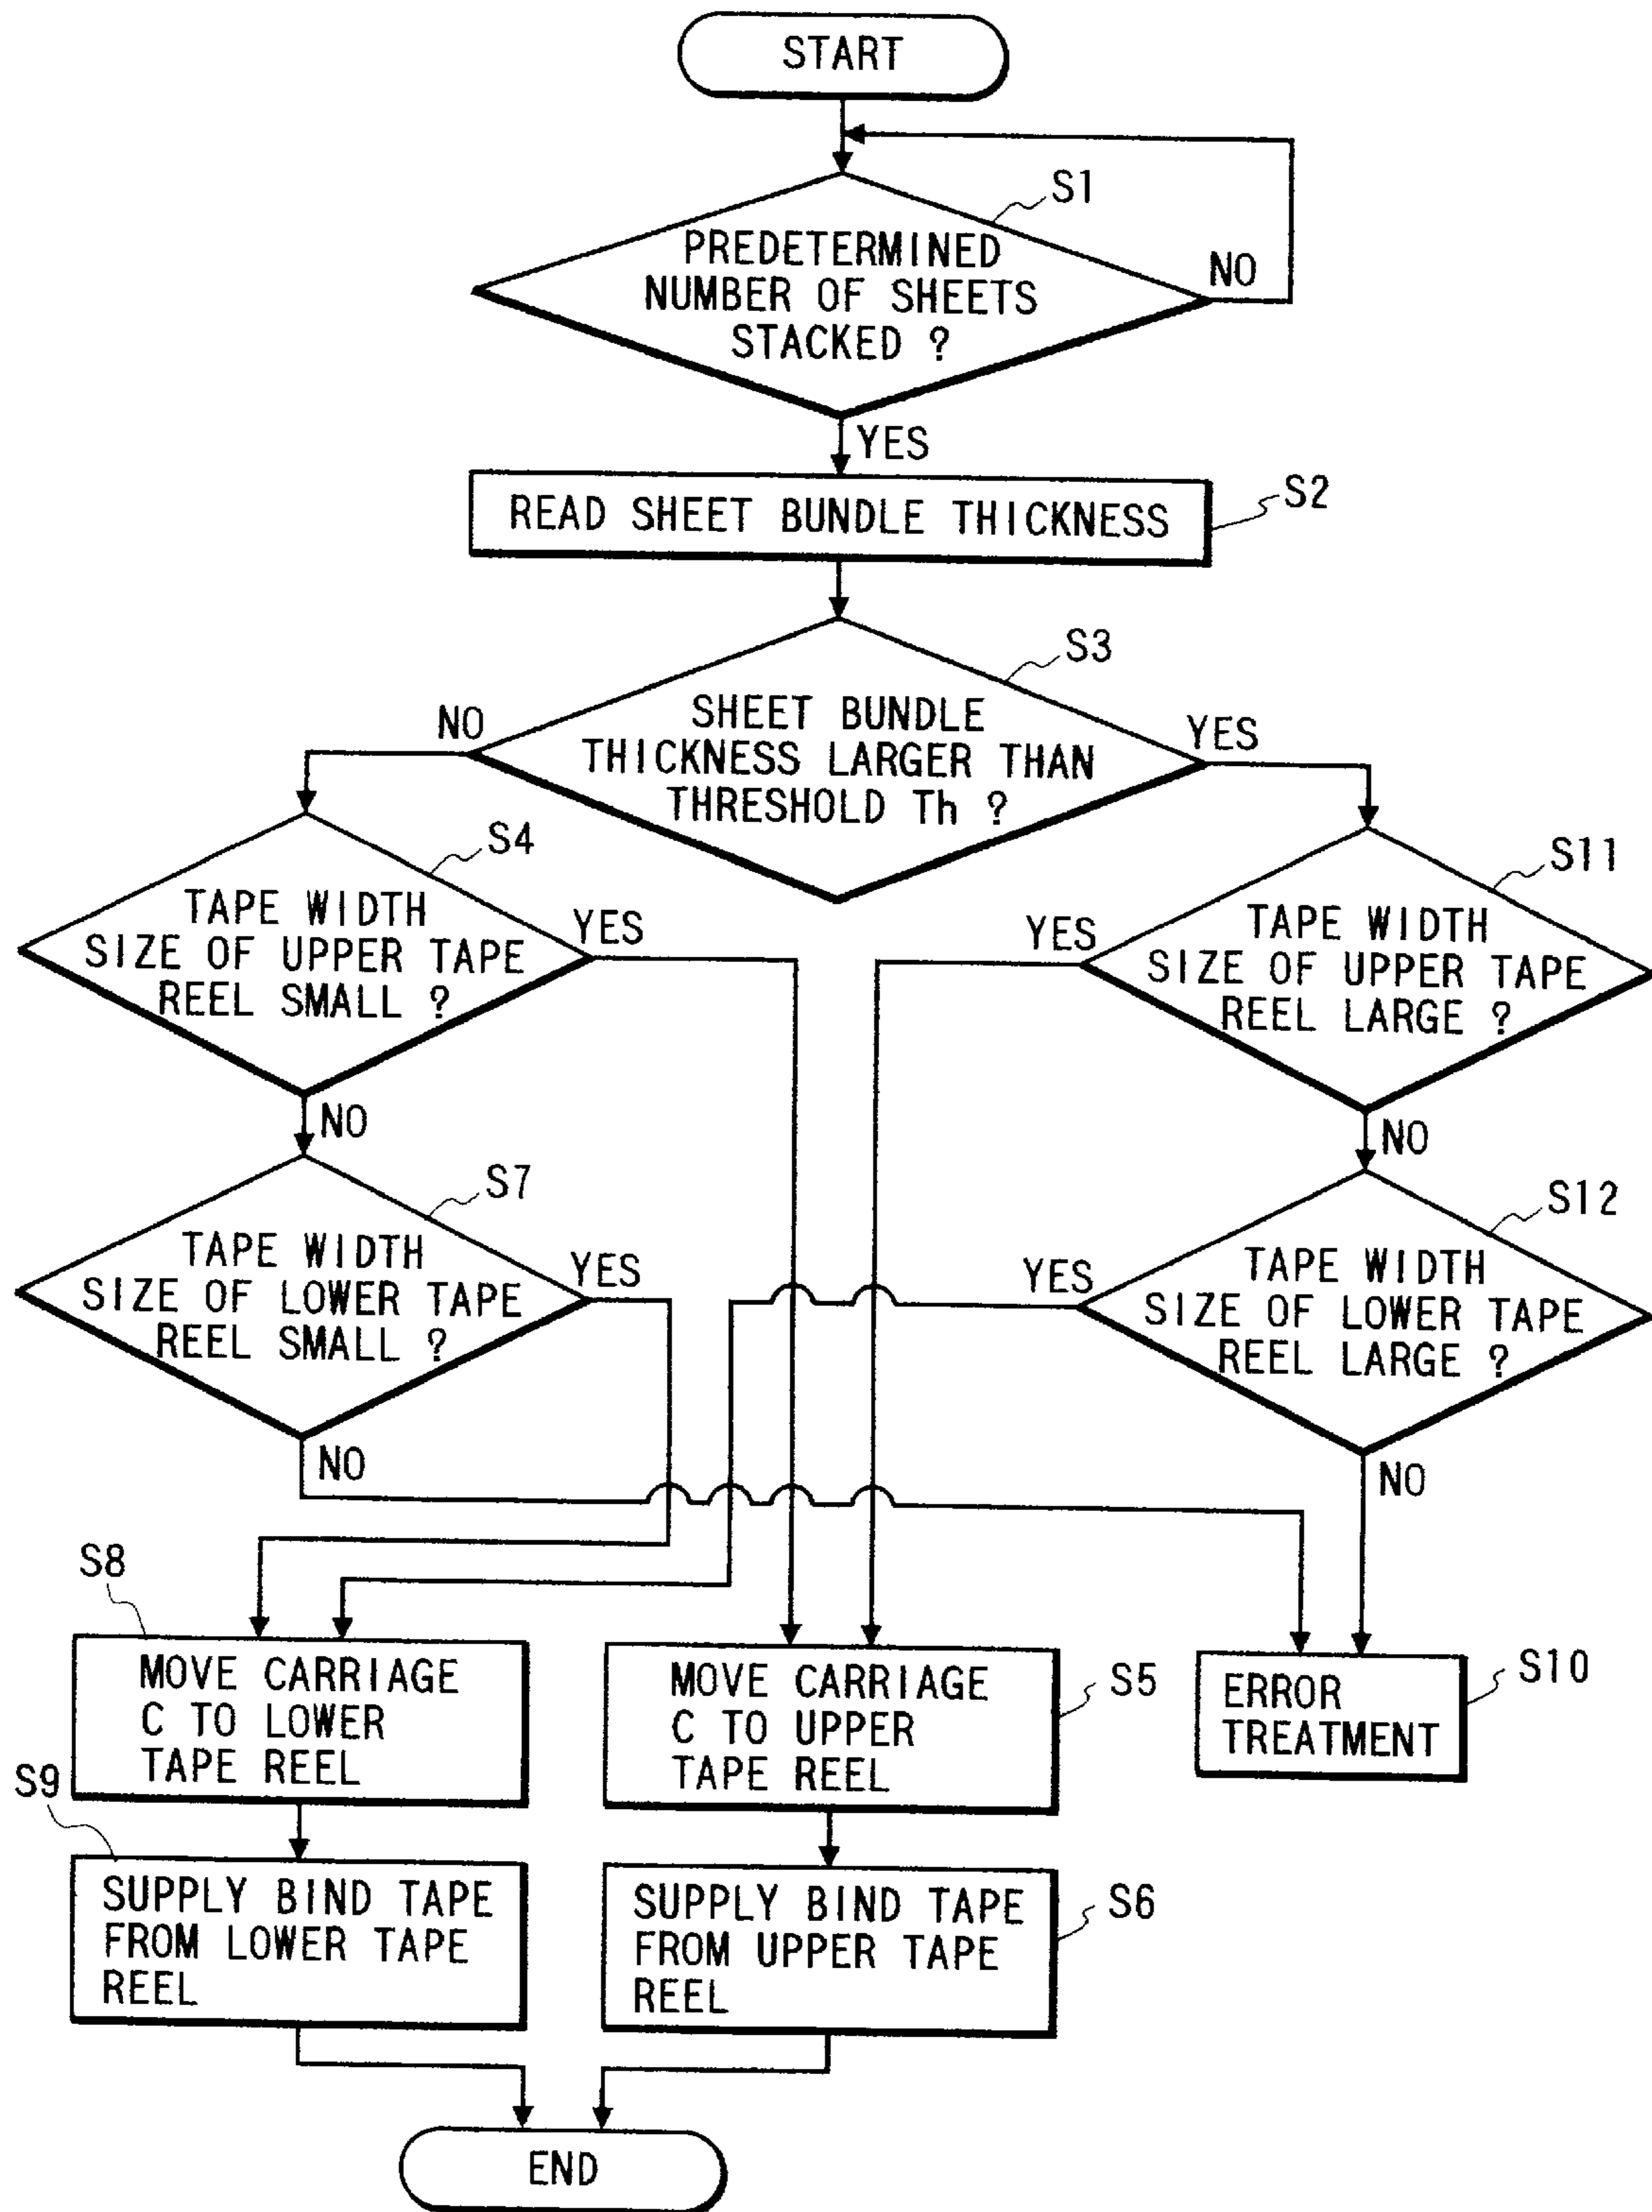 START
S1
PREDETERMINED
NUMBER OF SHEETS
STACKED ?
NO
YES
READ SHEET BUNDLE THICKNESS
S2
S3
SHEET BUNDLE
THICKNESS LARGER THAN
THRESHOLD Th ?
NO
YES
S4
TAPE WIDTH
SIZE OF UPPER TAPE
REEL SMALL ?
YES
NO
S11
TAPE WIDTH
SIZE OF UPPER TAPE
REEL LARGE ?
YES
NO
S7
TAPE WIDTH
SIZE OF LOWER TAPE
REEL SMALL ?
YES
NO
S12
TAPE WIDTH
SIZE OF LOWER TAPE
REEL LARGE ?
YES
NO
S8
MOVE CARRIAGE
C TO LOWER
TAPE REEL
MOVE CARRIAGE
C TO UPPER
TAPE REEL
S5
ERROR
TREATMENT
S10
S9
SUPPLY BIND TAPE
FROM LOWER TAPE
REEL
SUPPLY BIND TAPE
FROM UPPER TAPE
REEL
S6
END